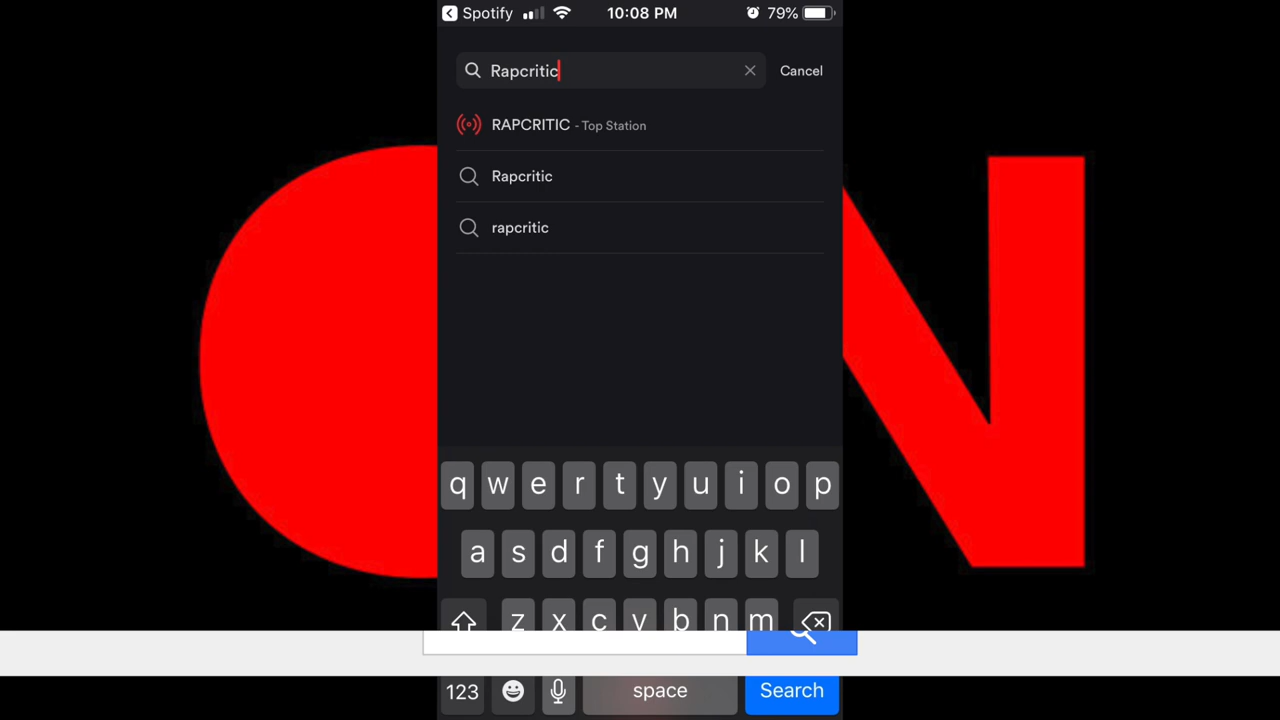 Spotify 10:08 PM 79%
Rapcritic Cancel
RAPCRITIC - Top Station
Rapcritic
rapcritic
q w e r t y u i o p
a s d f g h j k l
z x c v b n m
123 space Search
N